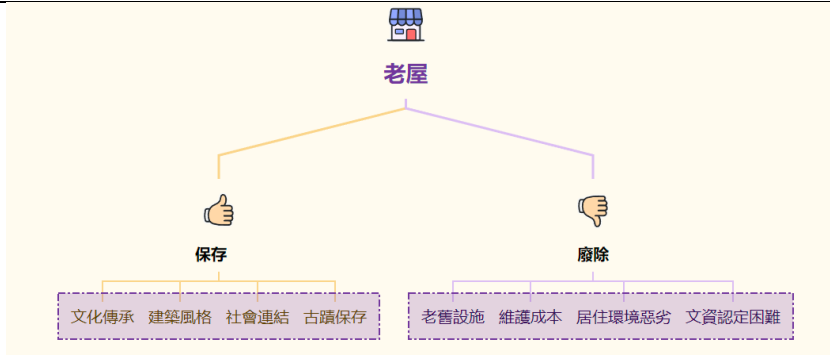 老屋
保存
廢除
文化傳承 建築風格 社會連結 古蹟保存
老舊設施 維護成本 居住環境惡劣 文資認定困難